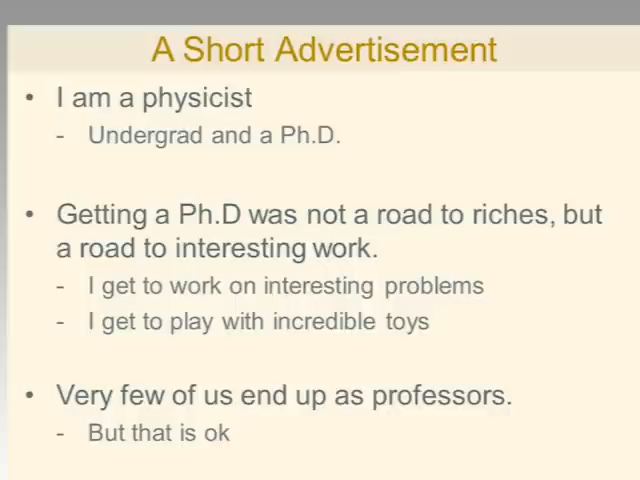 A Short Advertisement
• I am a physicist
- Undergrad and a Ph.D.
• Getting a Ph.D was not a road to riches, but
a road to interesting work.
- I get to work on interesting problems
- I get to play with incredible toys
• Very few of us end up as professors.
- But that is ok